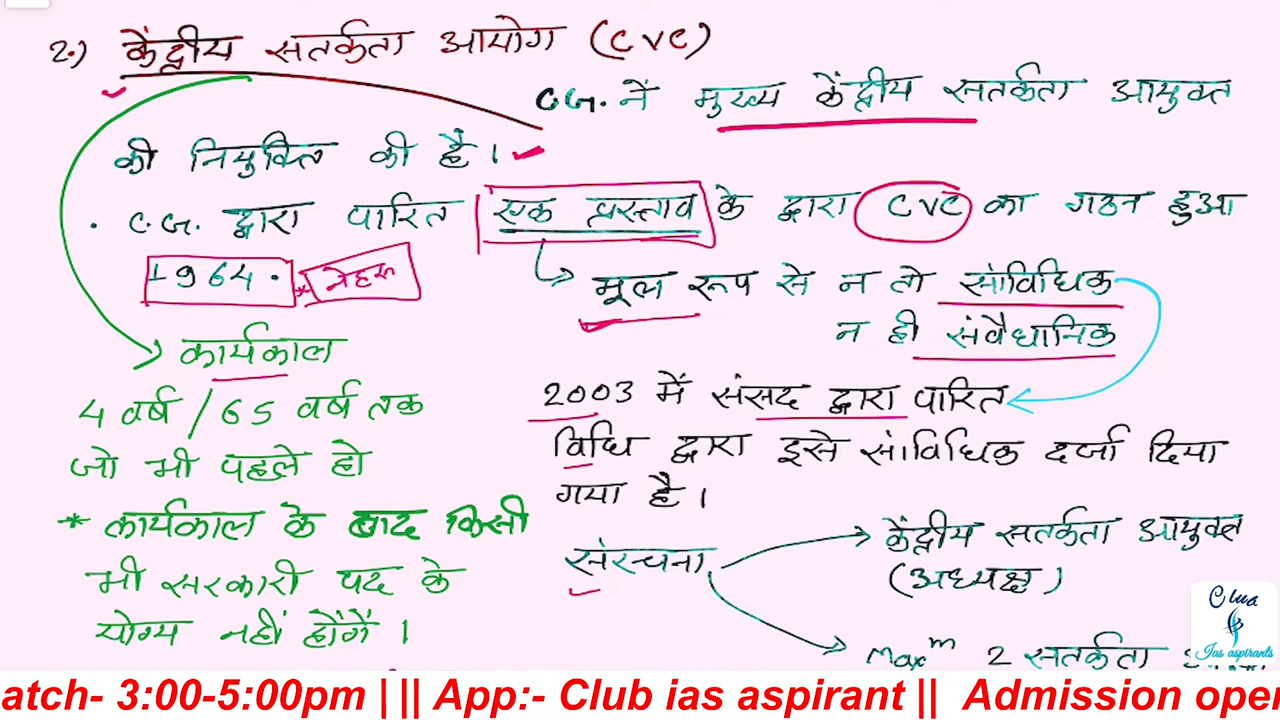 2.) केंद्रीय सतर्कता आयोग (CVC)
C.G. ने मुख्य केंद्रीय सतर्कता आयुक्त
की नियुक्ति की है।
· C.G. द्वारा पारित एक प्रस्ताव के द्वारा CVC का गठन हुआ
1964. * नेहरू
मूल रूप से न तो सांविधिक
न ही संवैधानिक
कार्यकाल
4 वर्ष / 65 वर्ष तक
जो भी पहले हो
* कार्यकाल के बाद किसी
भी सरकारी पद के
योग्य नहीं होंगें।
2003 में संसद द्वारा पारित
विधि द्वारा इसे सांविधिक दर्जा दिया
गया है।
संरचना
केंद्रीय सतर्कता आयुक्त
(अध्यक्ष)
Maxm 2 सतर्कता
Club
Ias aspirants
atch- 3:00-5:00pm | || App:- Club ias aspirant || Admission oper